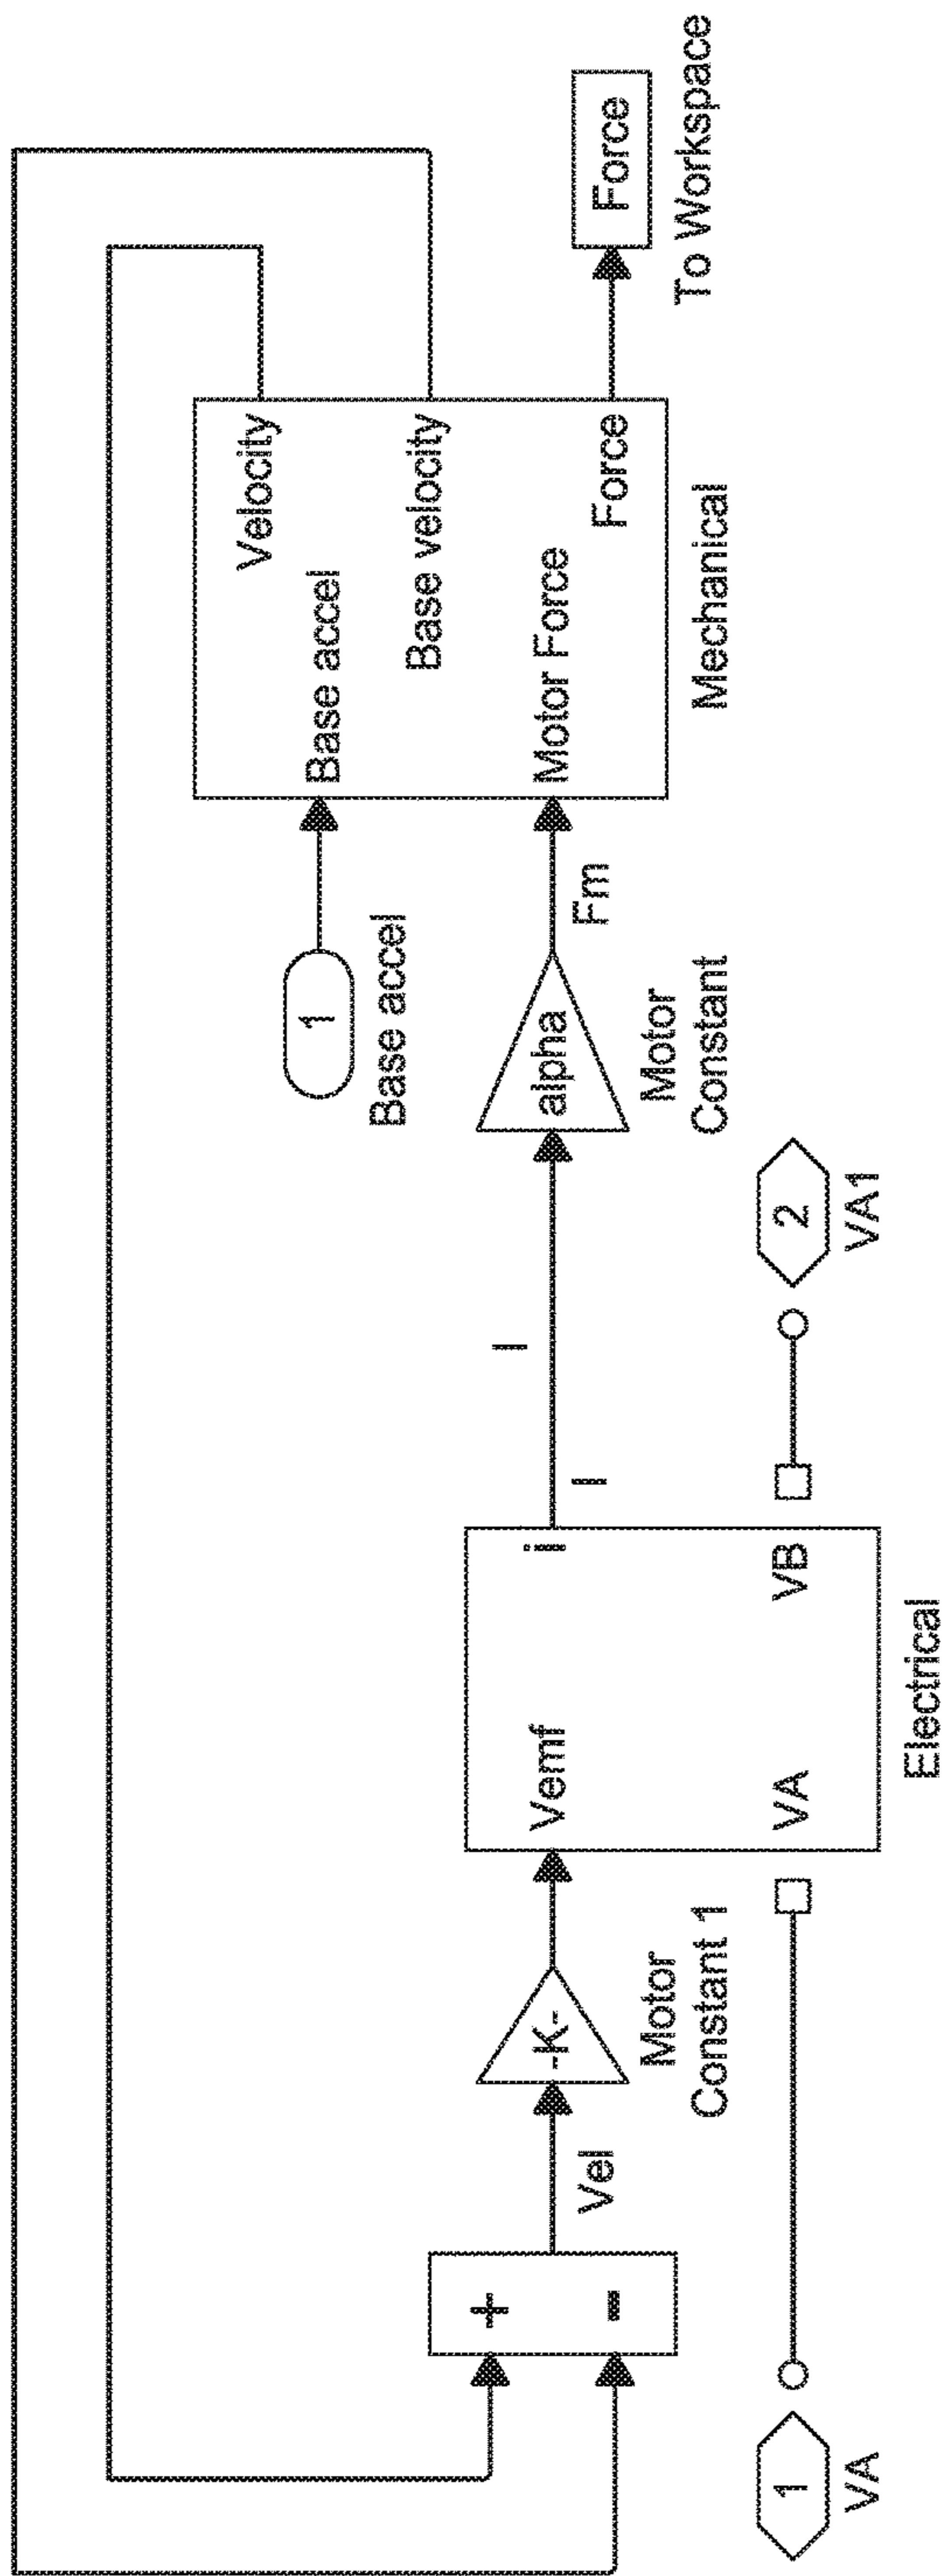 Velocity
Base accel
Base velocity
Motor Force
Force
Mechanical
Force
To Workspace
1
Base accel
alpha
Motor
Constant
Fm
I
I
+
−
Vel
-K-
Motor
Constant 1
Vemf
i
VA
VB
Electrical
1
VA
2
VA1